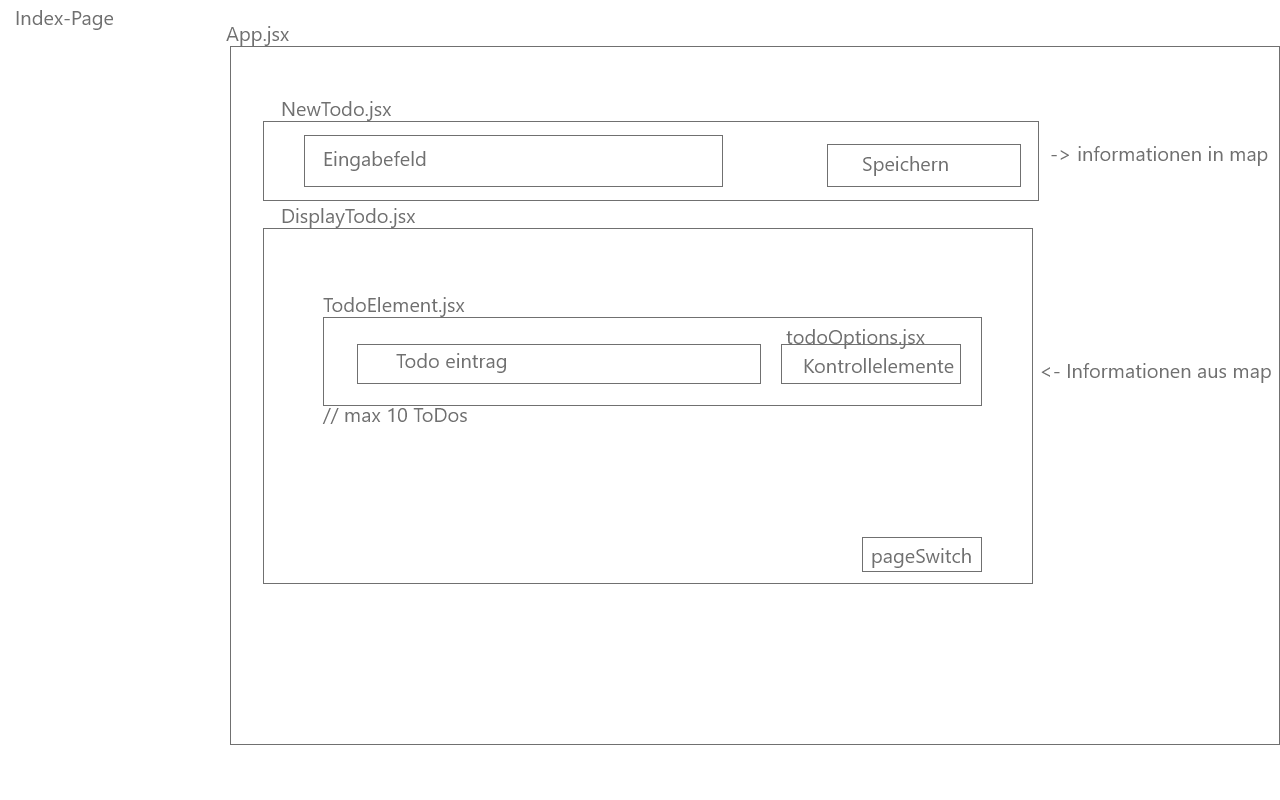 Index-Page
App.jsx
NewTodo.jsx
Eingabefeld
Speichern
-> informationen in map
DisplayTodo.jsx
TodoElement.jsx
todoOptions.jsx
Todo eintrag
Kontrollelemente
<- Informationen aus map
// max 10 ToDos
pageSwitch